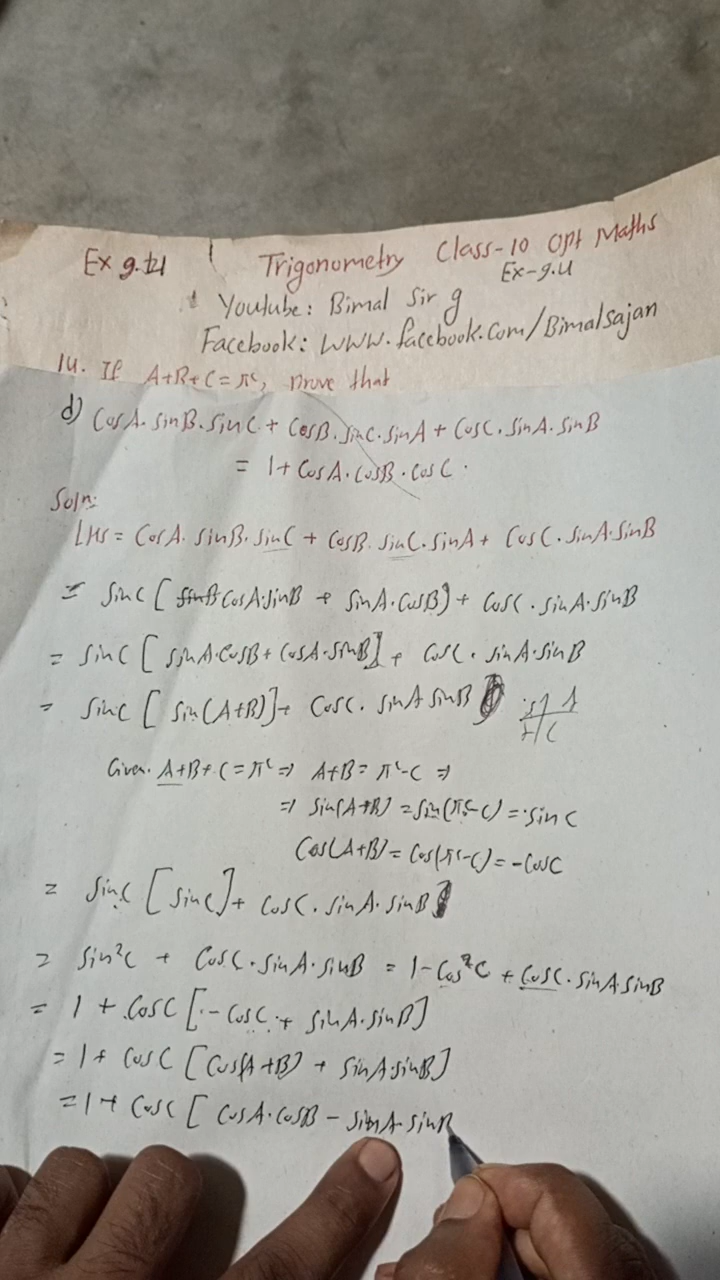 Ex 9.4
Trigonometry Class-10 Opt Maths
Ex-9.4
Youtube: Bimal Sir g
Facebook: WWW.facebook.Com/Bimalsajan
14. If A+B+C=πᶜ, prove that
d) CosA. sinB. sinC + CosB. sinC. sinA + CosC. sinA. sinB
= 1+ CosA. cosB. cosC.
Soln:
LHS = CosA. sinB. sinC + CosB. sinC. sinA + CosC. sinA. sinB
= sinC [ CosA.sinB + sinA.CosB] + CosC. sinA.sinB
= sinC [ sinA.CosB + CosA.sinB] + CosC. sinA.sinB
= sinC [ sin(A+B)] + CosC. sinA sinB
S A
T C
Given. A+B+C=πᶜ ⇒ A+B=πᶜ-C ⇒
⇒ sin(A+B) = sin(πᶜ-C) = sinC
Cos(A+B) = Cos(πᶜ-C) = -CosC
= sinC [sinC] + CosC. sinA. sinB
= sin²C + CosC. sinA. sinB = 1-Cos²C + CosC. sinA sinB
= 1 + CosC [-CosC + sinA.sinB]
= 1+ CosC [Cos(A+B) + sinA.sinB]
= 1+ CosC [ CosA.CosB - sinA.sinB